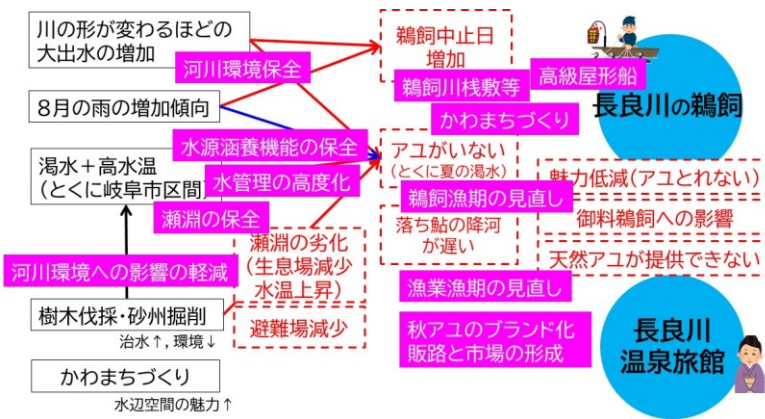 川の形が変わるほどの
大出水の増加
河川環境保全
8月の雨の増加傾向
水源涵養機能の保全
渇水＋高水温
(とくに岐阜市区間)
水管理の高度化
瀬淵の保全
河川環境への影響の軽減
瀬淵の劣化
(生息場減少
水温上昇)
樹木伐採・砂州掘削
治水↑, 環境↓
避難場減少
かわまちづくり
水辺空間の魅力↑
鵜飼中止日
増加
鵜飼川桟敷等
高級屋形船
かわまちづくり
長良川の鵜飼
アユがいない
(とくに夏の渇水)
鵜飼漁期の見直し
落ち鮎の降河
が遅い
魅力低減(アユとれない)
御料鵜飼への影響
天然アユが提供できない
漁業漁期の見直し
秋アユのブランド化
販路と市場の形成
長良川
温泉旅館